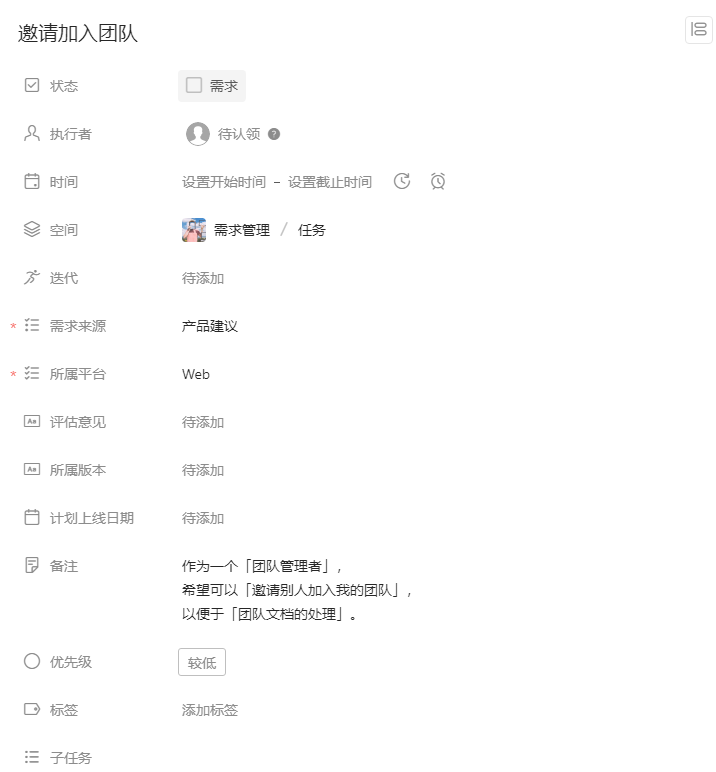 邀请加入团队
状态 需求
执行者 待认领 ?
时间 设置开始时间 – 设置截止时间
空间 需求管理 / 任务
迭代 待添加
* 需求来源 产品建议
* 所属平台 Web
Aa 评估意见 待添加
Aa 所属版本 待添加
计划上线日期 待添加
备注 作为一个「团队管理者」,
希望可以「邀请别人加入我的团队」,
以便于「团队文档的处理」。
优先级 较低
标签 添加标签
子任务